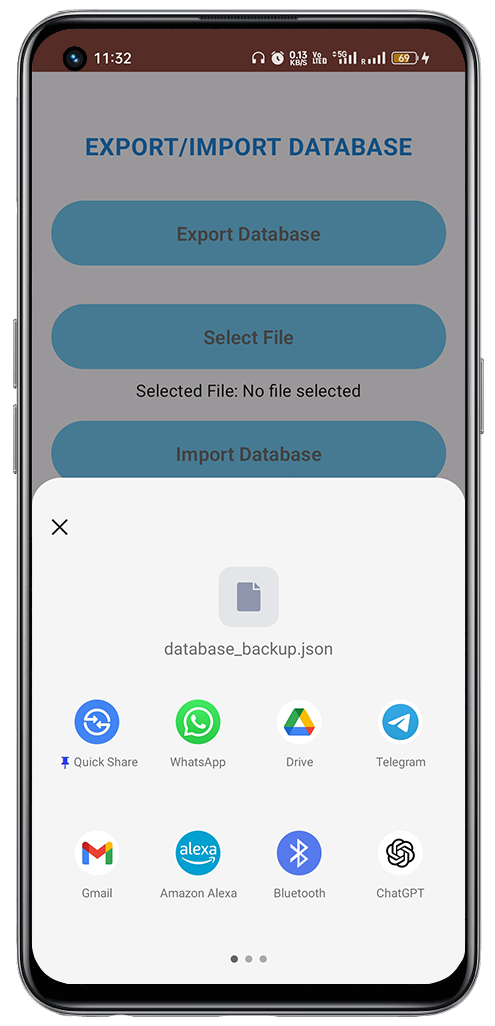 11:32
0.13 KB/S
Vo LTE D
5G
R
69
EXPORT/IMPORT DATABASE
Export Database
Select File
Selected File: No file selected
Import Database
database_backup.json
Quick Share
WhatsApp
Drive
Telegram
alexa
Gmail
Amazon Alexa
Bluetooth
ChatGPT